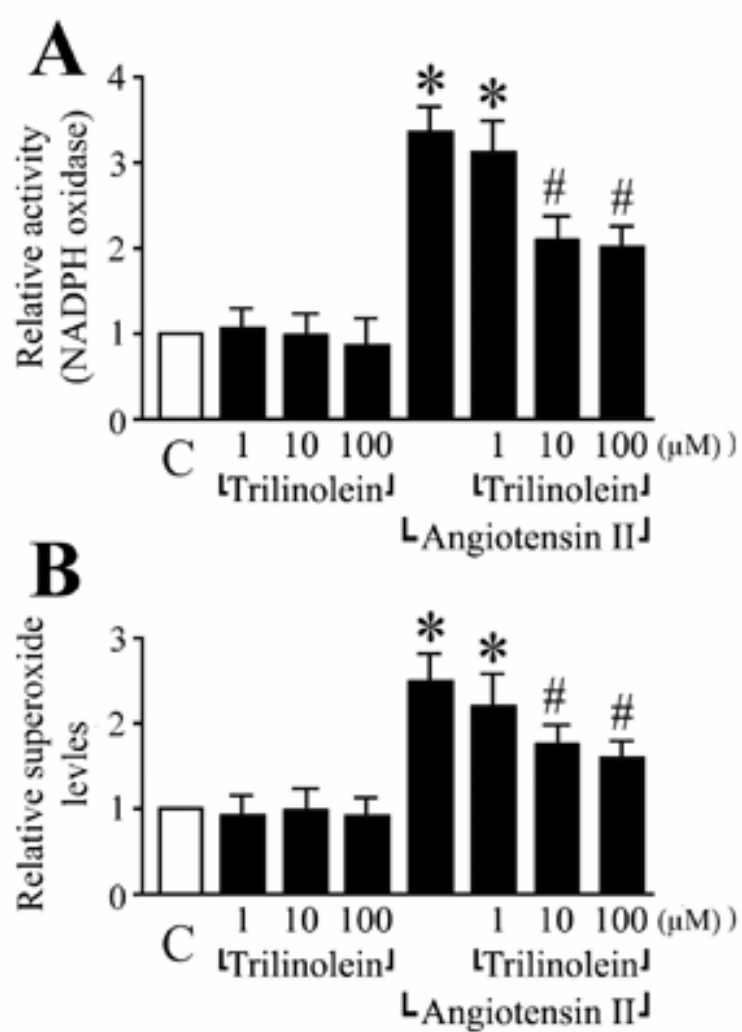 A
Relative activity
(NADPH oxidase)
4
3
2
1
0
* * # #
C 1 10 100 1 10 100 (μM) )
Trilinolein Trilinolein
Angiotensin II
B
Relative superoxide
levles
3
2
1
0
* * # #
C 1 10 100 1 10 100 (μM) )
Trilinolein Trilinolein
Angiotensin II